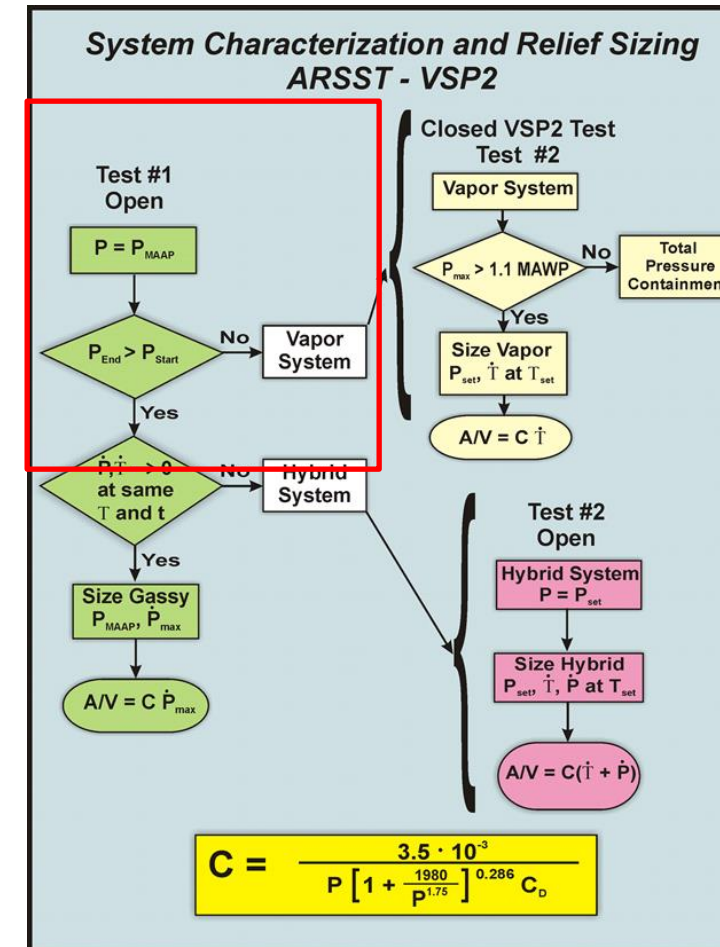 System Characterization and Relief Sizing
ARSST - VSP2
Test #1
Open
P = P_MAAP
P_End > P_Start
No
Vapor
System
Yes
Ṗ, Ṫ > 0
at same
T and t
No
Hybrid
System
Yes
Size Gassy
P_MAAP, Ṗ_max
A/V = C Ṗ_max
Closed VSP2 Test
Test #2
Vapor System
P_max > 1.1 MAWP
No
Total
Pressure
Containmen
Yes
Size Vapor
P_set, Ṫ at T_set
A/V = C Ṫ
Test #2
Open
Hybrid System
P = P_set
Size Hybrid
P_set, Ṫ, Ṗ at T_set
A/V = C(Ṫ + Ṗ)
C = 3.5 · 10⁻³ / P [1 + 1980 / P^1.75]^0.286 C_D